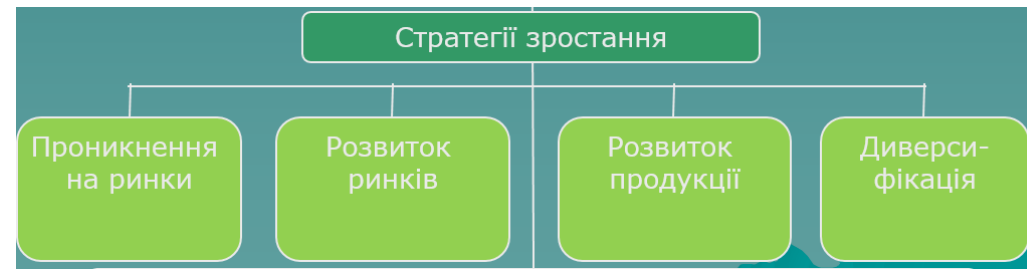 Стратегії зростання
Проникнення
на ринки
Розвиток
ринків
Розвиток
продукції
Диверси-
фікація